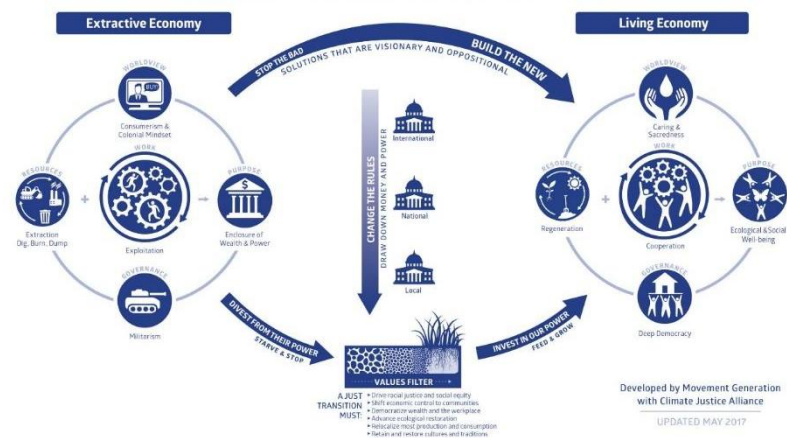 Extractive Economy
Living Economy
STOP THE BAD
BUILD THE NEW
SOLUTIONS THAT ARE VISIONARY AND OPPOSITIONAL
WORLDVIEW
BUY!
Consumerism &
Colonial Mindset
RESOURCES
Extraction
Dig, Burn, Dump
+
WORK
Exploitation
PURPOSE
$
Enclosure of
Wealth & Power
GOVERNANCE
Militarism
CHANGE THE RULES
DRAW DOWN MONEY AND POWER
International
National
Local
WORLDVIEW
Caring &
Sacredness
RESOURCES
Regeneration
+
WORK
Cooperation
PURPOSE
Ecological & Social
Well-being
GOVERNANCE
Deep Democracy
DIVEST FROM THEIR POWER
STARVE & STOP
INVEST IN OUR POWER
FEED & GROW
VALUES FILTER
A JUST
TRANSITION
MUST:
• Drive racial justice and social equity
• Shift economic control to communities
• Democratize wealth and the workplace
• Advance ecological restoration
• Relocalize most production and consumption
• Retain and restore cultures and traditions
Developed by Movement Generation
with Climate Justice Alliance
UPDATED MAY 2017